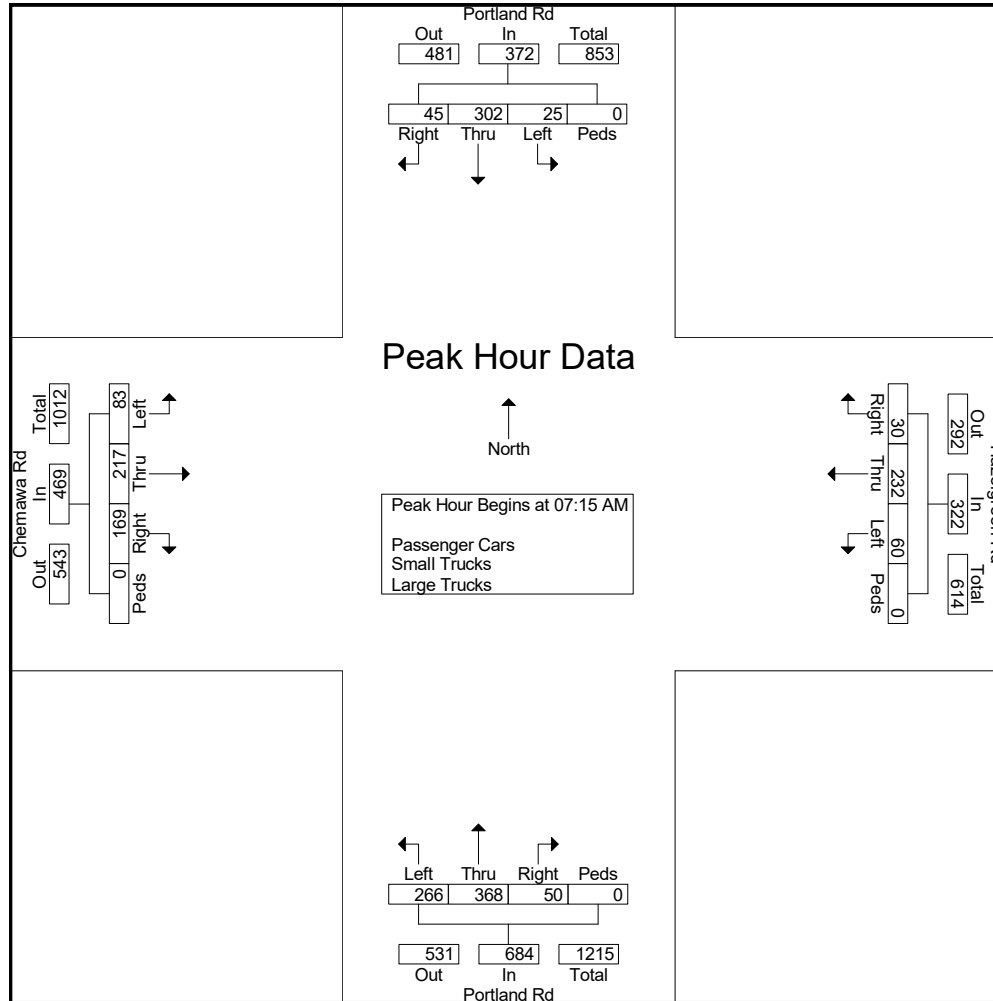 Portland Rd
Out In Total
481 372 853
45 302 25 0
Right Thru Left Peds
Peak Hour Data
North
Peak Hour Begins at 07:15 AM
Passenger Cars
Small Trucks
Large Trucks
Chemawa Rd
Total In Out
1012 469 543
83 217 169 0
Left Thru Right Peds
Out In Total
292 322 614
30 232 60 0
Right Thru Left Peds
Left Thru Right Peds
266 368 50 0
531 684 1215
Out In Total
Portland Rd